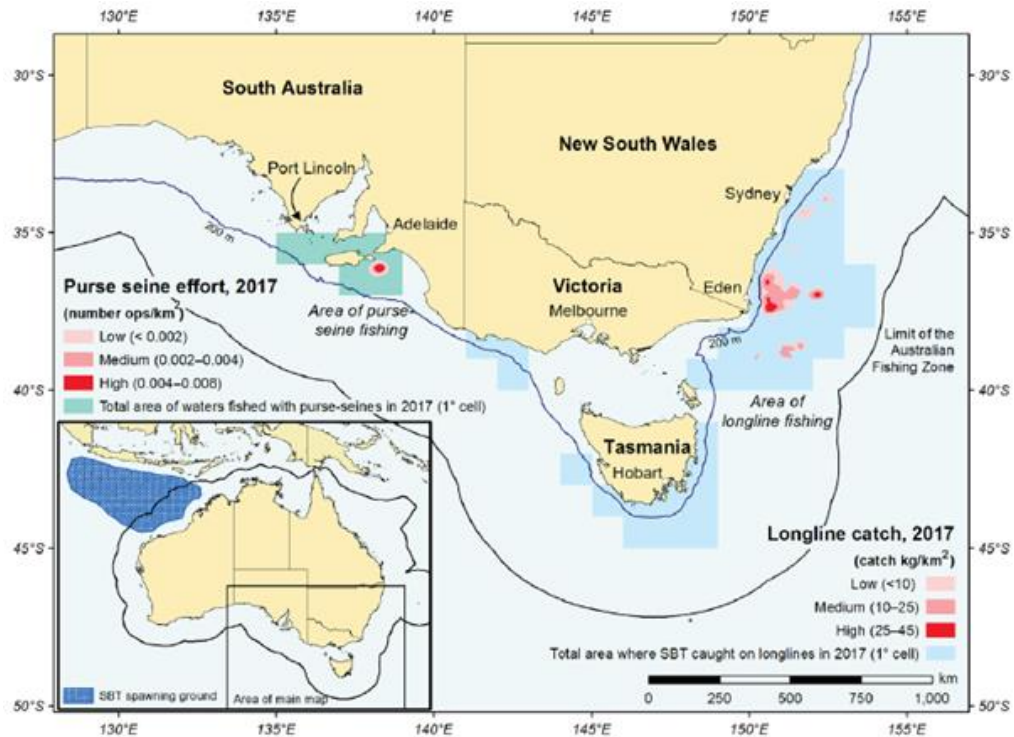 130°E 135°E 140°E 145°E 150°E 155°E
30°S 30°S
South Australia
New South Wales
Port Lincoln
Sydney
Adelaide
35°S 35°S
200 m
Purse seine effort, 2017
(number ops/km²)
Low (< 0.002)
Medium (0.002–0.004)
High (0.004–0.008)
Total area of waters fished with purse-seines in 2017 (1° cell)
Area of purse-
seine fishing
Victoria
Melbourne
Eden
200 m
Limit of the
Australian
Fishing Zone
40°S 40°S
Area of
longline fishing
Tasmania
Hobart
45°S 45°S
Longline catch, 2017
(catch kg/km²)
Low (<10)
Medium (10–25)
High (25–45)
Total area where SBT caught on longlines in 2017 (1° cell)
km
0 250 500 750 1,000
SBT spawning ground
Area of main map
50°S 50°S
130°E 135°E 140°E 145°E 150°E 155°E